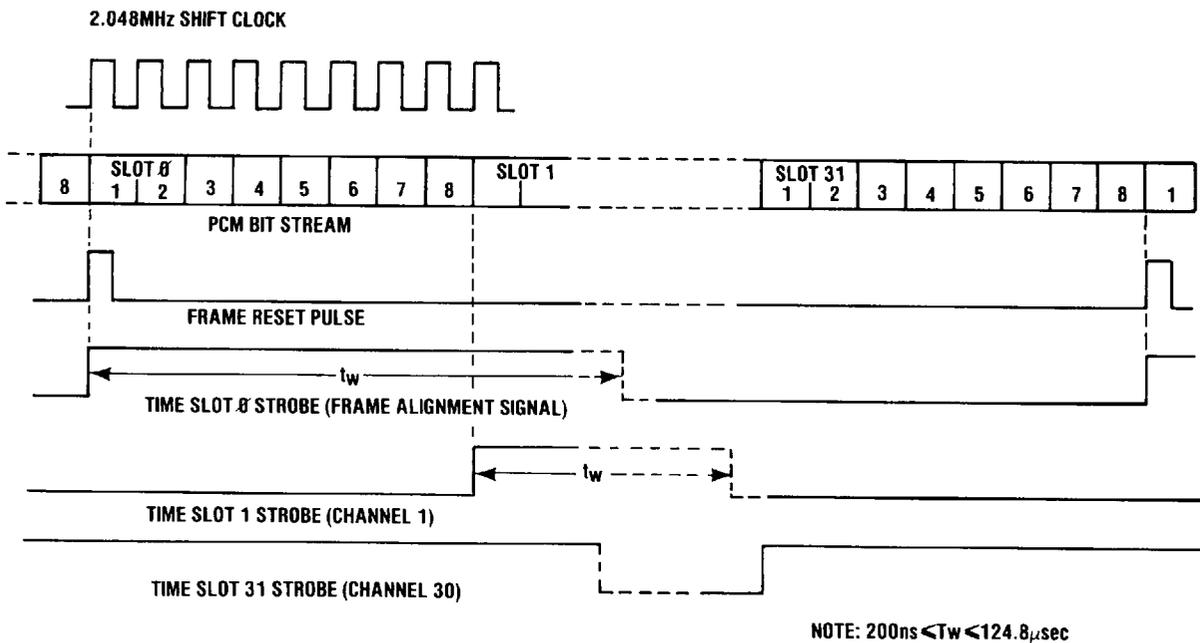 2.048MHz SHIFT CLOCK
SLOT 0 SLOT 1 SLOT 31
8 1 2 3 4 5 6 7 8 1 2 3 4 5 6 7 8 1
PCM BIT STREAM
FRAME RESET PULSE
tw
TIME SLOT 0 STROBE (FRAME ALIGNMENT SIGNAL)
tw
TIME SLOT 1 STROBE (CHANNEL 1)
TIME SLOT 31 STROBE (CHANNEL 30)
NOTE: 200ns⩽Tw⩽124.8μsec